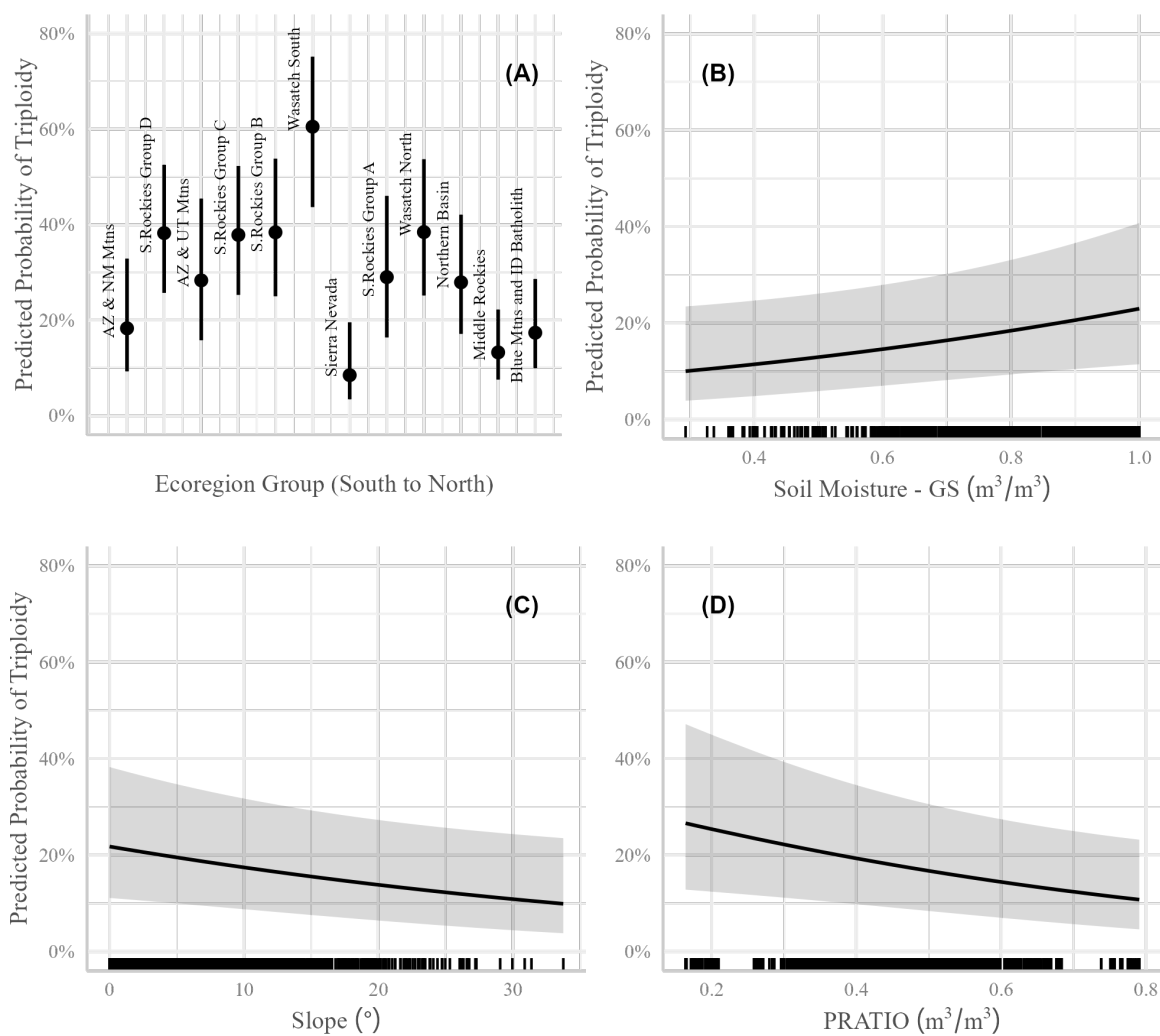 (A)
Predicted Probability of Triploidy
80%
60%
40%
20%
0%
AZ & NM Mtns
S.Rockies Group D
AZ & UT Mtns
S.Rockies Group C
S.Rockies Group B
Wasatch South
Sierra Nevada
S.Rockies Group A
Wasatch North
Northern Basin
Middle Rockies
Blue Mtns and ID Batholith
Ecoregion Group (South to North)
(B)
Predicted Probability of Triploidy
80%
60%
40%
20%
0%
0.4 0.6 0.8 1.0
Soil Moisture - GS (m³/m³)
(C)
Predicted Probability of Triploidy
80%
60%
40%
20%
0%
0 10 20 30
Slope (°)
(D)
80%
60%
40%
20%
0%
0.2 0.4 0.6 0.8
PRATIO (m³/m³)